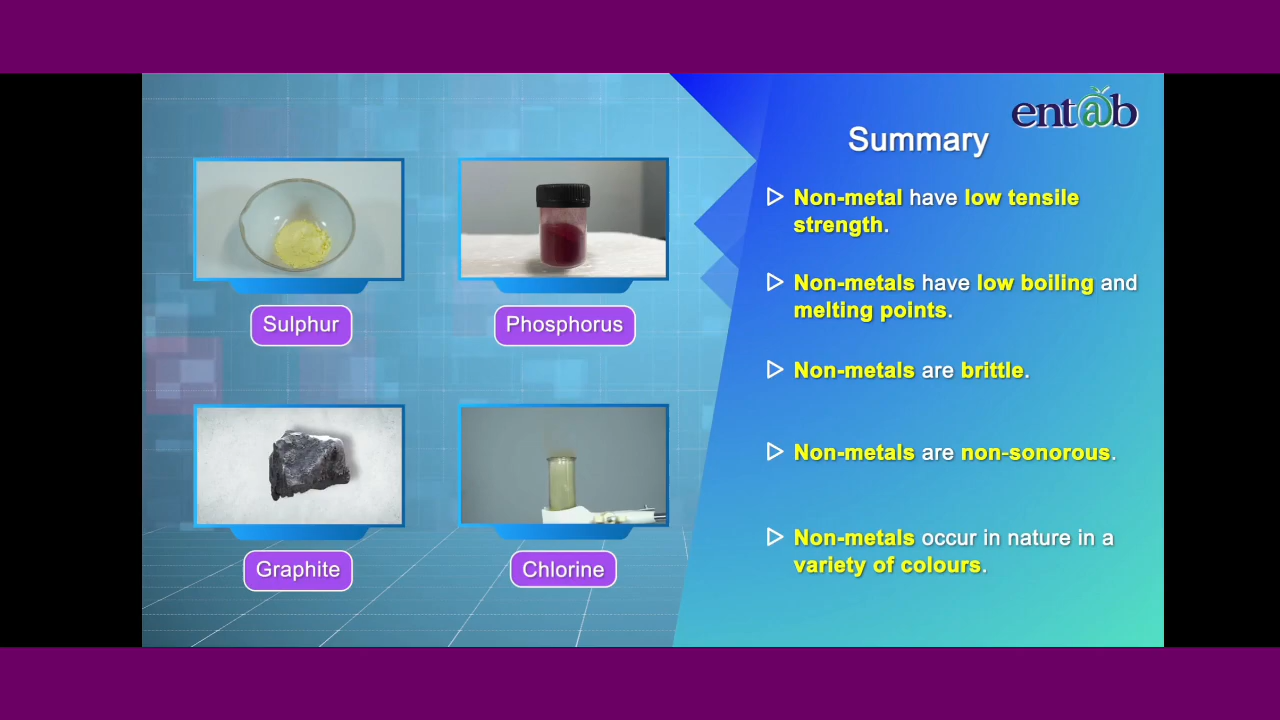 entab
Summary
Non-metal have low tensile
strength.
Non-metals have low boiling and
melting points.
Non-metals are brittle.
Non-metals are non-sonorous.
Non-metals occur in nature in a
variety of colours.
Sulphur
Phosphorus
Graphite
Chlorine